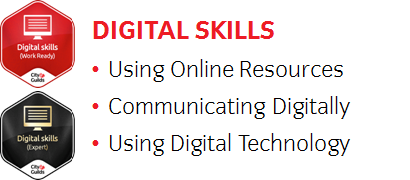 Digital skills
(Work Ready)
City&
Guilds
Digital skills
(Expert)
City&
Guilds
DIGITAL SKILLS
• Using Online Resources
• Communicating Digitally
• Using Digital Technology